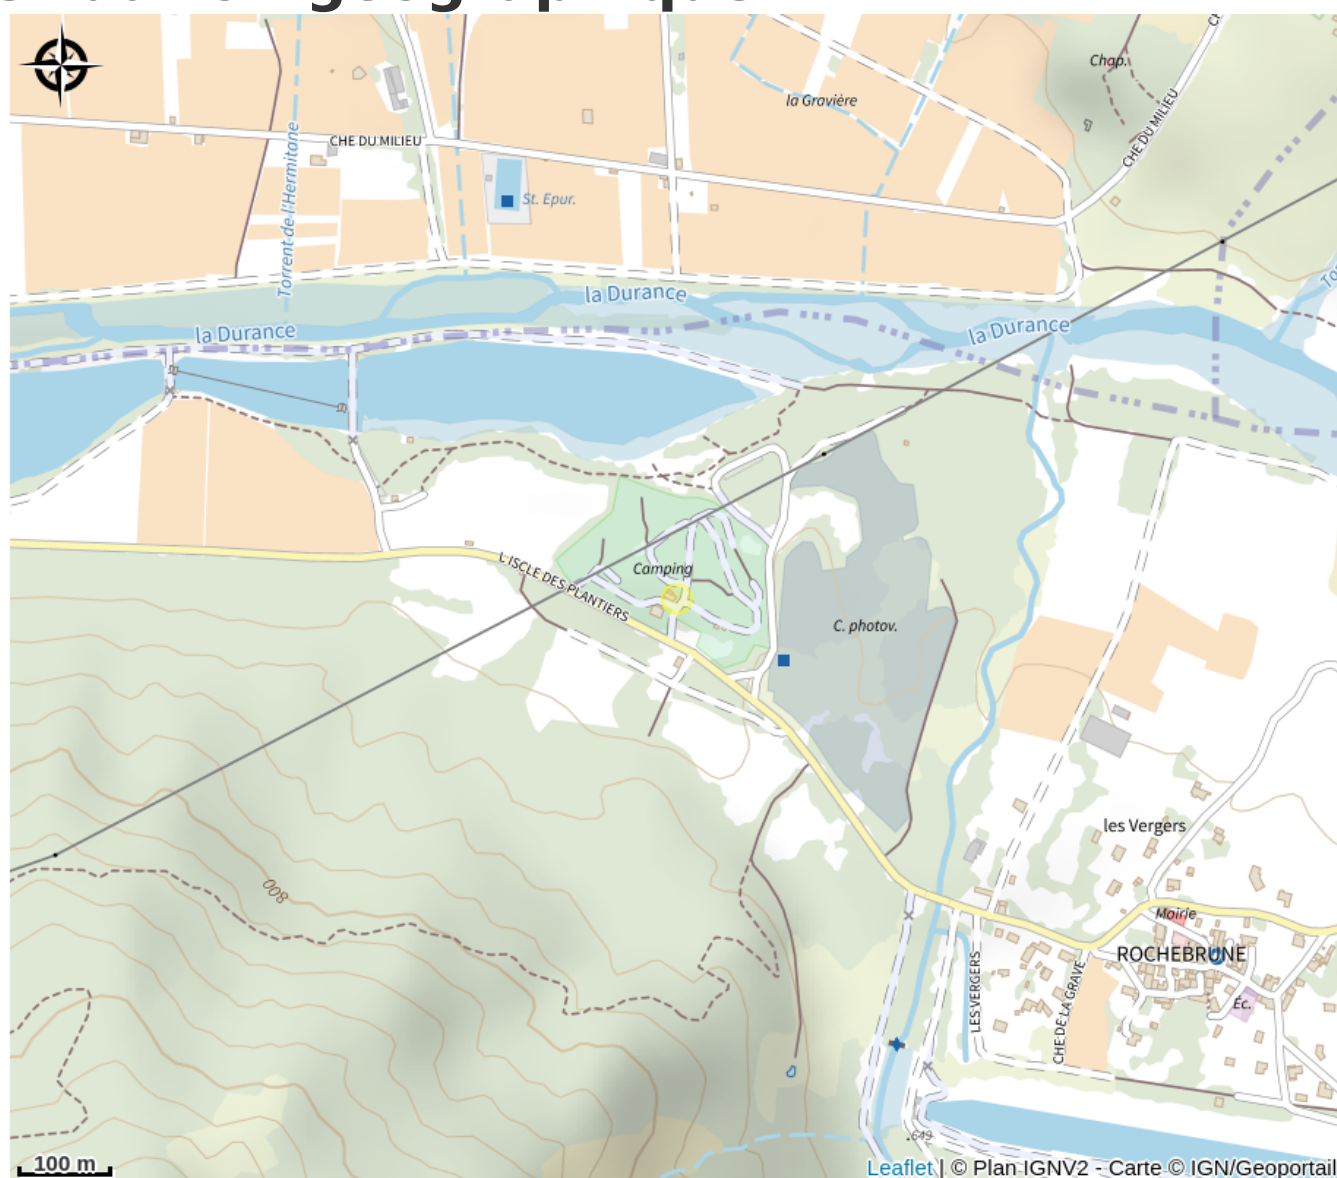 Chap.
la Gravière
CHE DU MILIEU
CHE DU MILIEU
Torrent de l'Hermitane
St. Epur.
la Durance
la Durance
la Durance
L'ISCLE DES PLANTIERS
Camping
C. photov.
les Vergers
800
Mairie
ROCHEBRUNE
LES VERGERS
CHE DE LA GRAVE
Éc.
649
100 m
Leaflet | © Plan IGNV2 - Carte © IGN/Geoportail